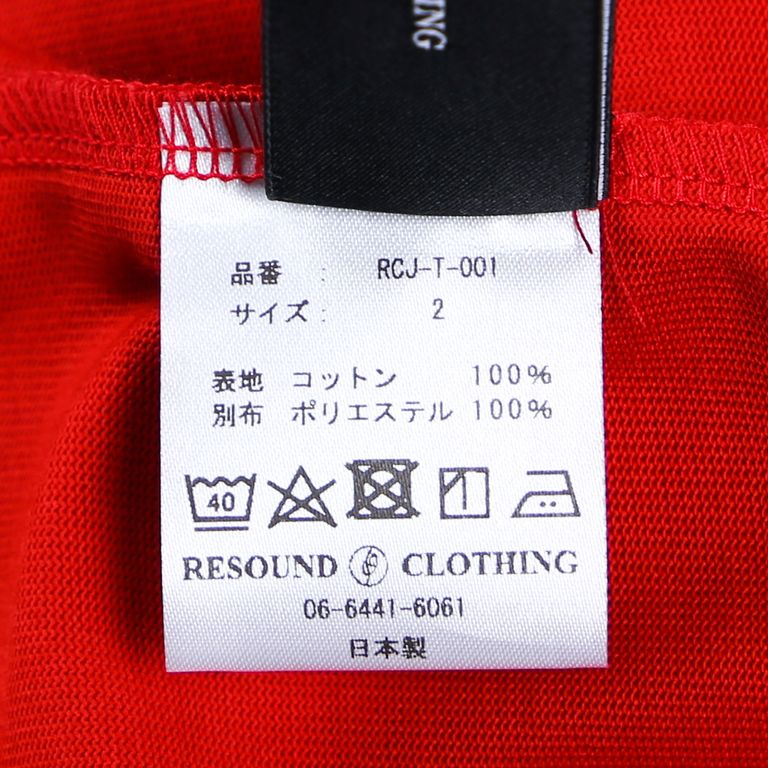 ING
品番 : RCJ-T-001
サイズ : 2
表地 コットン 100%
別布 ポリエステル 100%
40
RESOUND CLOTHING
06-6441-6061
日本製